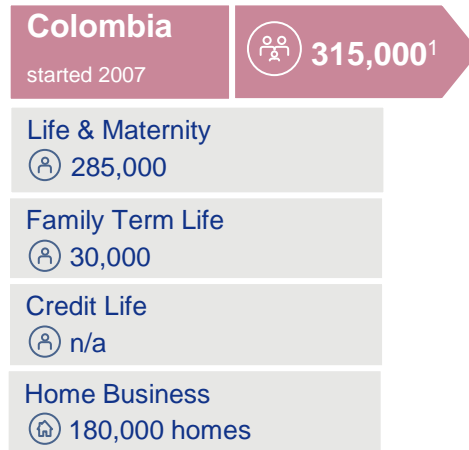 Colombia
started 2007
315,000¹
Life & Maternity
285,000
Family Term Life
30,000
Credit Life
n/a
Home Business
180,000 homes